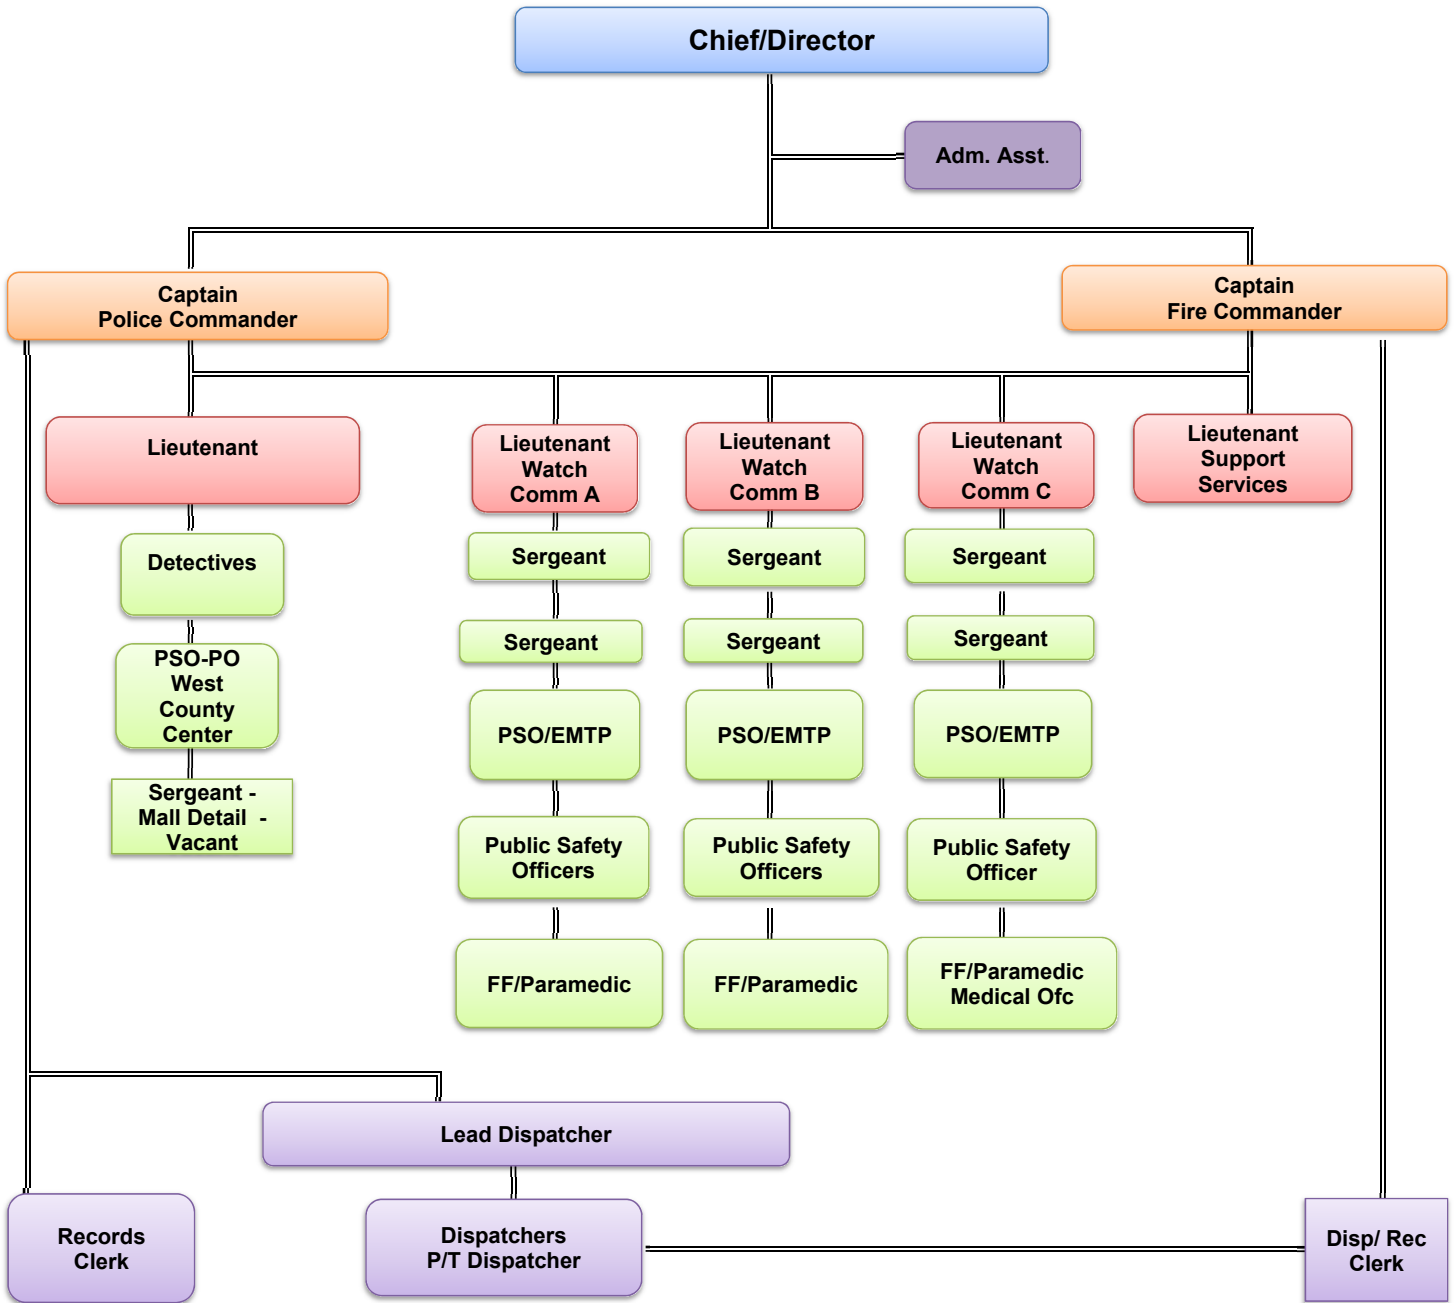 Chief/Director
Adm. Asst.
Captain
Police Commander
Captain
Fire Commander
Lieutenant
Lieutenant
Watch
Comm A
Lieutenant
Watch
Comm B
Lieutenant
Watch
Comm C
Lieutenant
Support
Services
Detectives
Sergeant
Sergeant
Sergeant
PSO-PO
West
County
Center
Sergeant
Sergeant
Sergeant
PSO/EMTP
PSO/EMTP
PSO/EMTP
Sergeant -
Mall Detail -
Vacant
Public Safety
Officers
Public Safety
Officers
Public Safety
Officer
FF/Paramedic
FF/Paramedic
FF/Paramedic
Medical Ofc
Lead Dispatcher
Records
Clerk
Dispatchers
P/T Dispatcher
Disp/ Rec
Clerk